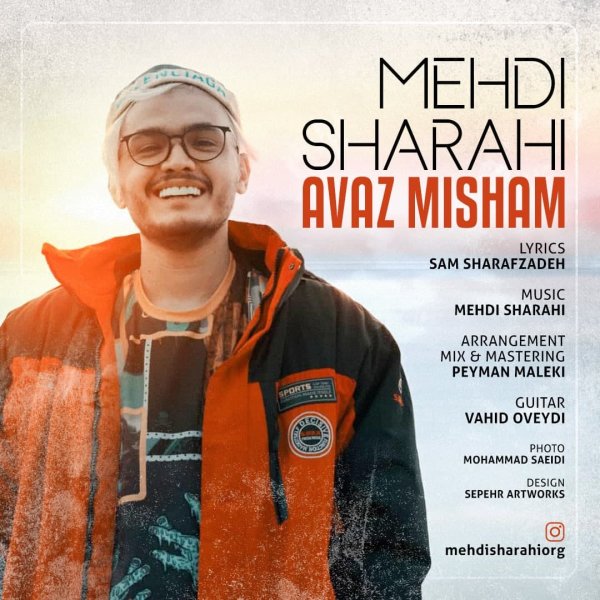 MEHDI
SHARAHI
AVAZ MISHAM
LYRICS
SAM SHARAFZADEH
MUSIC
MEHDI SHARAHI
ARRANGEMENT
MIX & MASTERING
PEYMAN MALEKI
GUITAR
VAHID OVEYDI
PHOTO
MOHAMMAD SAEIDI
DESIGN
SEPEHR ARTWORKS
mehdisharahiorg
SPORTS